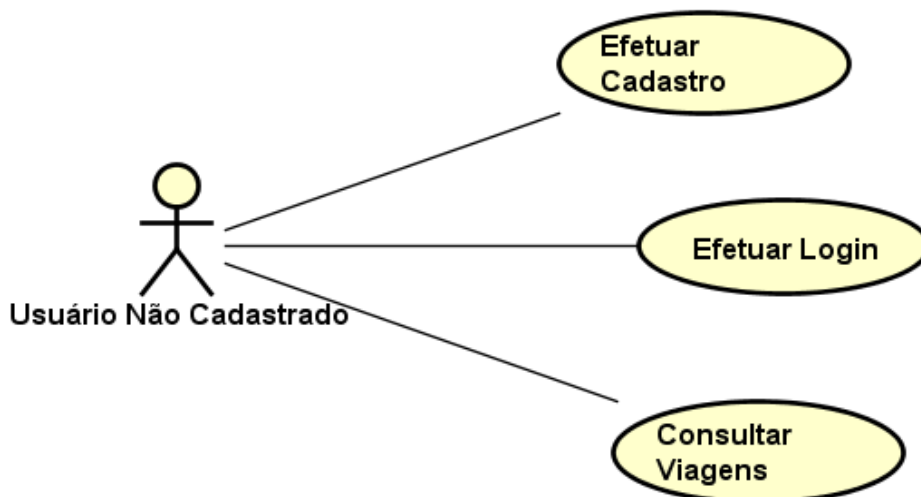 Efetuar
Cadastro
Efetuar Login
Usuário Não Cadastrado
Consultar
Viagens